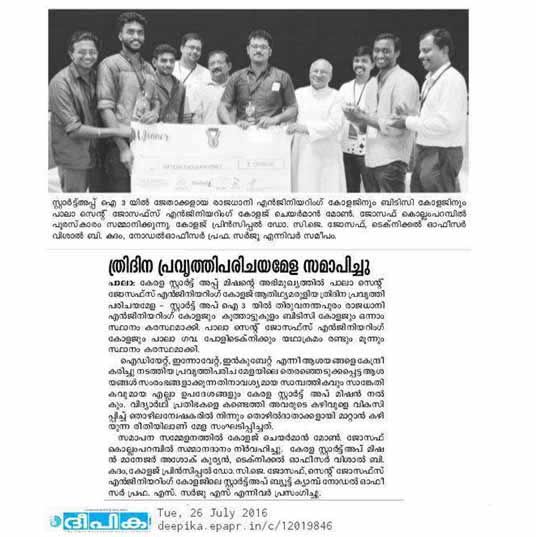 Winner
സ്റ്റാർട്ട്അപ്പ് ഐ 3 യിൽ ജേതാക്കളായ രാജധാനി എൻജിനിയറിംഗ് കോളജിനും ബിടിസി കോളജിനും
പാലാ സെന്റ് ജോസഫ്സ് എൻജിനിയറിംഗ് കോളജ് ചെയർമാൻ മോൺ. ജോസഫ് കൊല്ലംപറമ്പിൽ
പുരസ്കാരം സമ്മാനിക്കുന്നു. കോളജ് പ്രിൻസിപ്പൽ ഡോ. സി.ജെ. ജോസഫ്, ടെക്നിക്കൽ ഓഫീസർ
വിശാൽ ബി. കദം, നോഡൽഓഫീസർ പ്രഫ. സർജു എന്നിവർ സമീപം.
ത്രിദിന പ്രവൃത്തിപരിചയമേള സമാപിച്ചു
പാലാ: കേരള സ്റ്റാർട്ട് അപ് മിഷന്റെ അഭിമുഖ്യത്തിൽ പാലാ സെന്റ്
ജോസഫ്സ് എൻജിനിയറിംഗ് കോളജ് ആതിഥ്യമരുളിയ ത്രിദിന പ്രവൃത്തി
പരിചയമേള – സ്റ്റാർട്ട് അപ് ഐ 3 യിൽ തിരുവനന്തപുരം രാജധാനി
എൻജിനിയറിംഗ് കോളജും കുത്താട്ടുകുളം ബിടിസി കോളജും ഒന്നാം
സ്ഥാനം കരസ്ഥമാക്കി. പാലാ സെന്റ് ജോസഫ്സ് എൻജിനിയറിംഗ്
കോളജും പാലാ ഗവ. പോളിടെക്നിക്കും യഥാക്രമം രണ്ടും മൂന്നും
സ്ഥാനം കരസ്ഥമാക്കി.
ഐഡിയേറ്റ്, ഇന്നോവേറ്റ്, ഇൻകുബേറ്റ് എന്നീ ആശയങ്ങളെ കേന്ദ്രീ
കരിച്ചു നടത്തിയ പ്രവൃത്തിപരിച മേളയിലെ തെരഞ്ഞെടുക്കപ്പെട്ട ആശ
യങ്ങൾ സംരംഭങ്ങളാക്കുന്നതിനാവശ്യമായ സാമ്പത്തികവും സാങ്കേതി
കവുമായ എല്ലാ ഉപദേശങ്ങളും കേരള സ്റ്റാർട്ട് അപ് മിഷൻ നൽ
കും. വിദ്യാർഥി പ്രതിഭകളെ കണ്ടെത്തി അവരുടെ കഴിവുകളെ വികസി
പ്പിച്ച് തൊഴിലന്വേഷകരിൽ നിന്നും തൊഴിൽദാതാക്കളായി മാറ്റാൻ കഴി
യുന്ന രീതിയിലാണ് മേള സംഘടിപ്പിച്ചത്.
സമാപന സമ്മേളനത്തിൽ കോളജ് ചെയർമാൻ മോൺ. ജോസഫ്
കൊല്ലംപറമ്പിൽ സമ്മാനദാനം നിർവഹിച്ചു. കേരള സ്റ്റാർട്ട്അപ് മിഷ
ൻ മാനേജർ അശോക് കുര്യൻ, ടെക്നിക്കൽ ഓഫീസർ വിശാൽ ബി.
കദം, കോളജ് പ്രിൻസിപ്പൽ ഡോ. സി.ജെ. ജോസഫ്, സെന്റ് ജോസഫ്സ്
എൻജിനിയറിംഗ് കോളജിലെ സ്റ്റാർട്ട്അപ് ബൂട്ട് ക്യാമ്പ് നോഡൽ ഓഫീ
സർ പ്രഫ. എസ്. സർജു എസ് എന്നിവർ പ്രസംഗിച്ചു.
ദീപിക
Tue, 26 July 2016
deepika.epapr.in/c/12019846